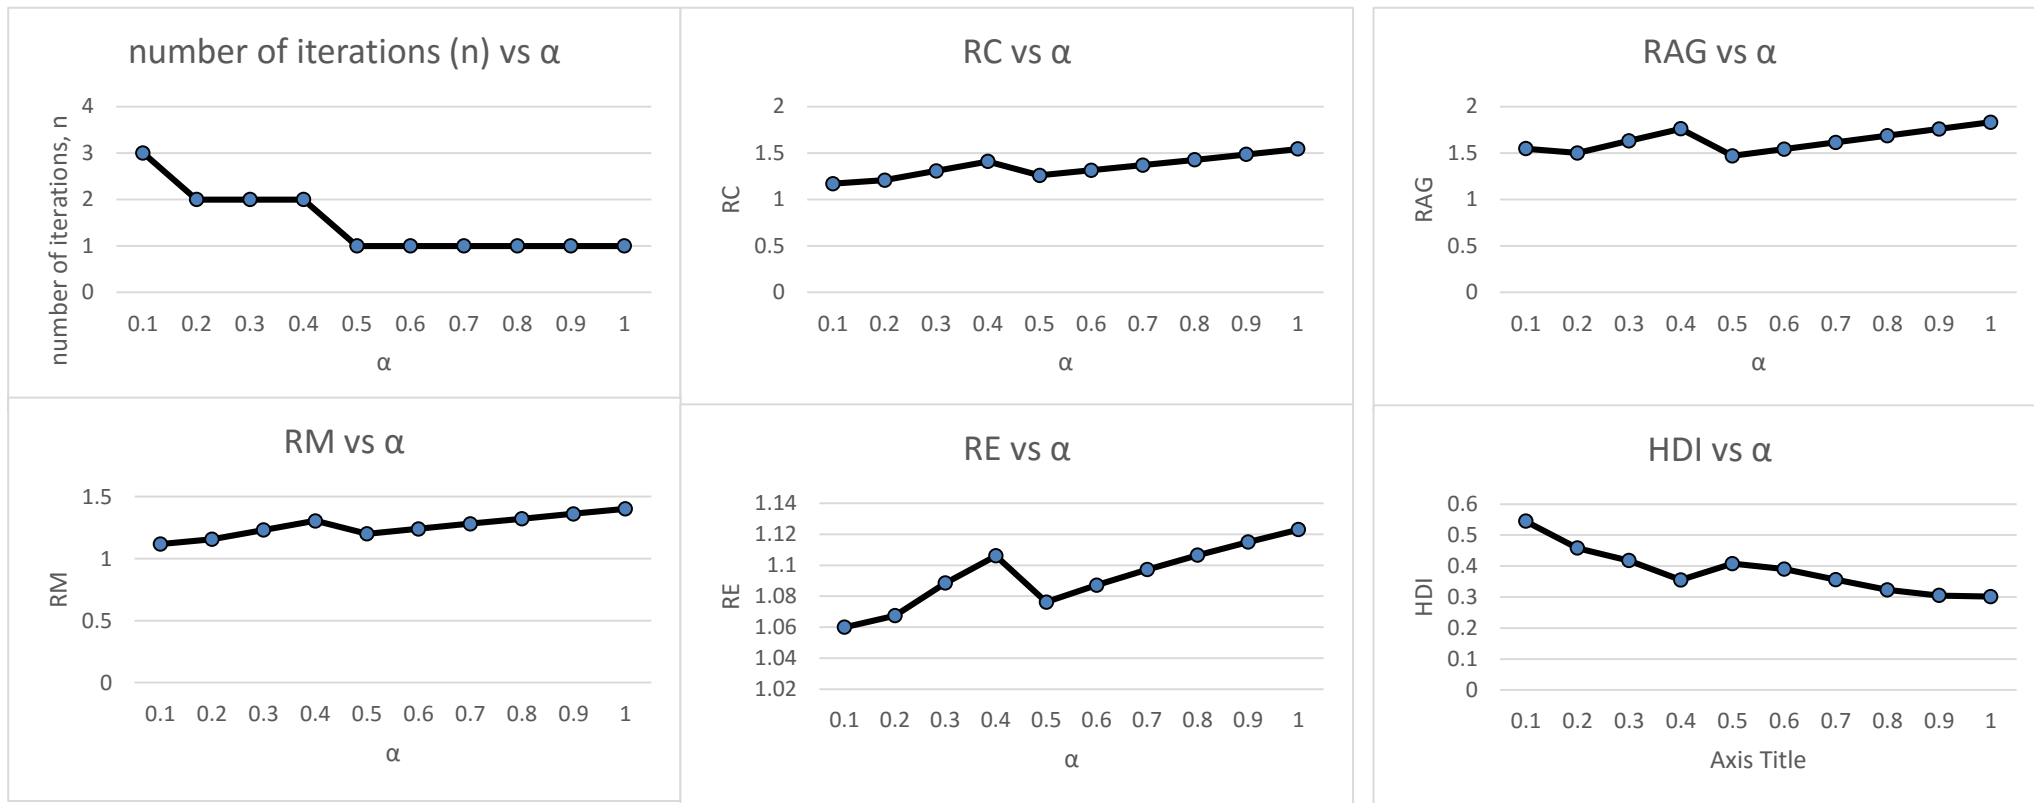 number of iterations (n) vs α
number of iterations, n
4
3
2
1
0
0.1 0.2 0.3 0.4 0.5 0.6 0.7 0.8 0.9 1
α
RC vs α
RC
2
1.5
1
0.5
0
0.1 0.2 0.3 0.4 0.5 0.6 0.7 0.8 0.9 1
α
RAG vs α
RAG
2
1.5
1
0.5
0
0.1 0.2 0.3 0.4 0.5 0.6 0.7 0.8 0.9 1
α
RM vs α
RM
1.5
1
0.5
0
0.1 0.2 0.3 0.4 0.5 0.6 0.7 0.8 0.9 1
α
RE vs α
RE
1.14
1.12
1.1
1.08
1.06
1.04
1.02
0.1 0.2 0.3 0.4 0.5 0.6 0.7 0.8 0.9 1
α
HDI vs α
HDI
0.6
0.5
0.4
0.3
0.2
0.1
0
0.1 0.2 0.3 0.4 0.5 0.6 0.7 0.8 0.9 1
Axis Title